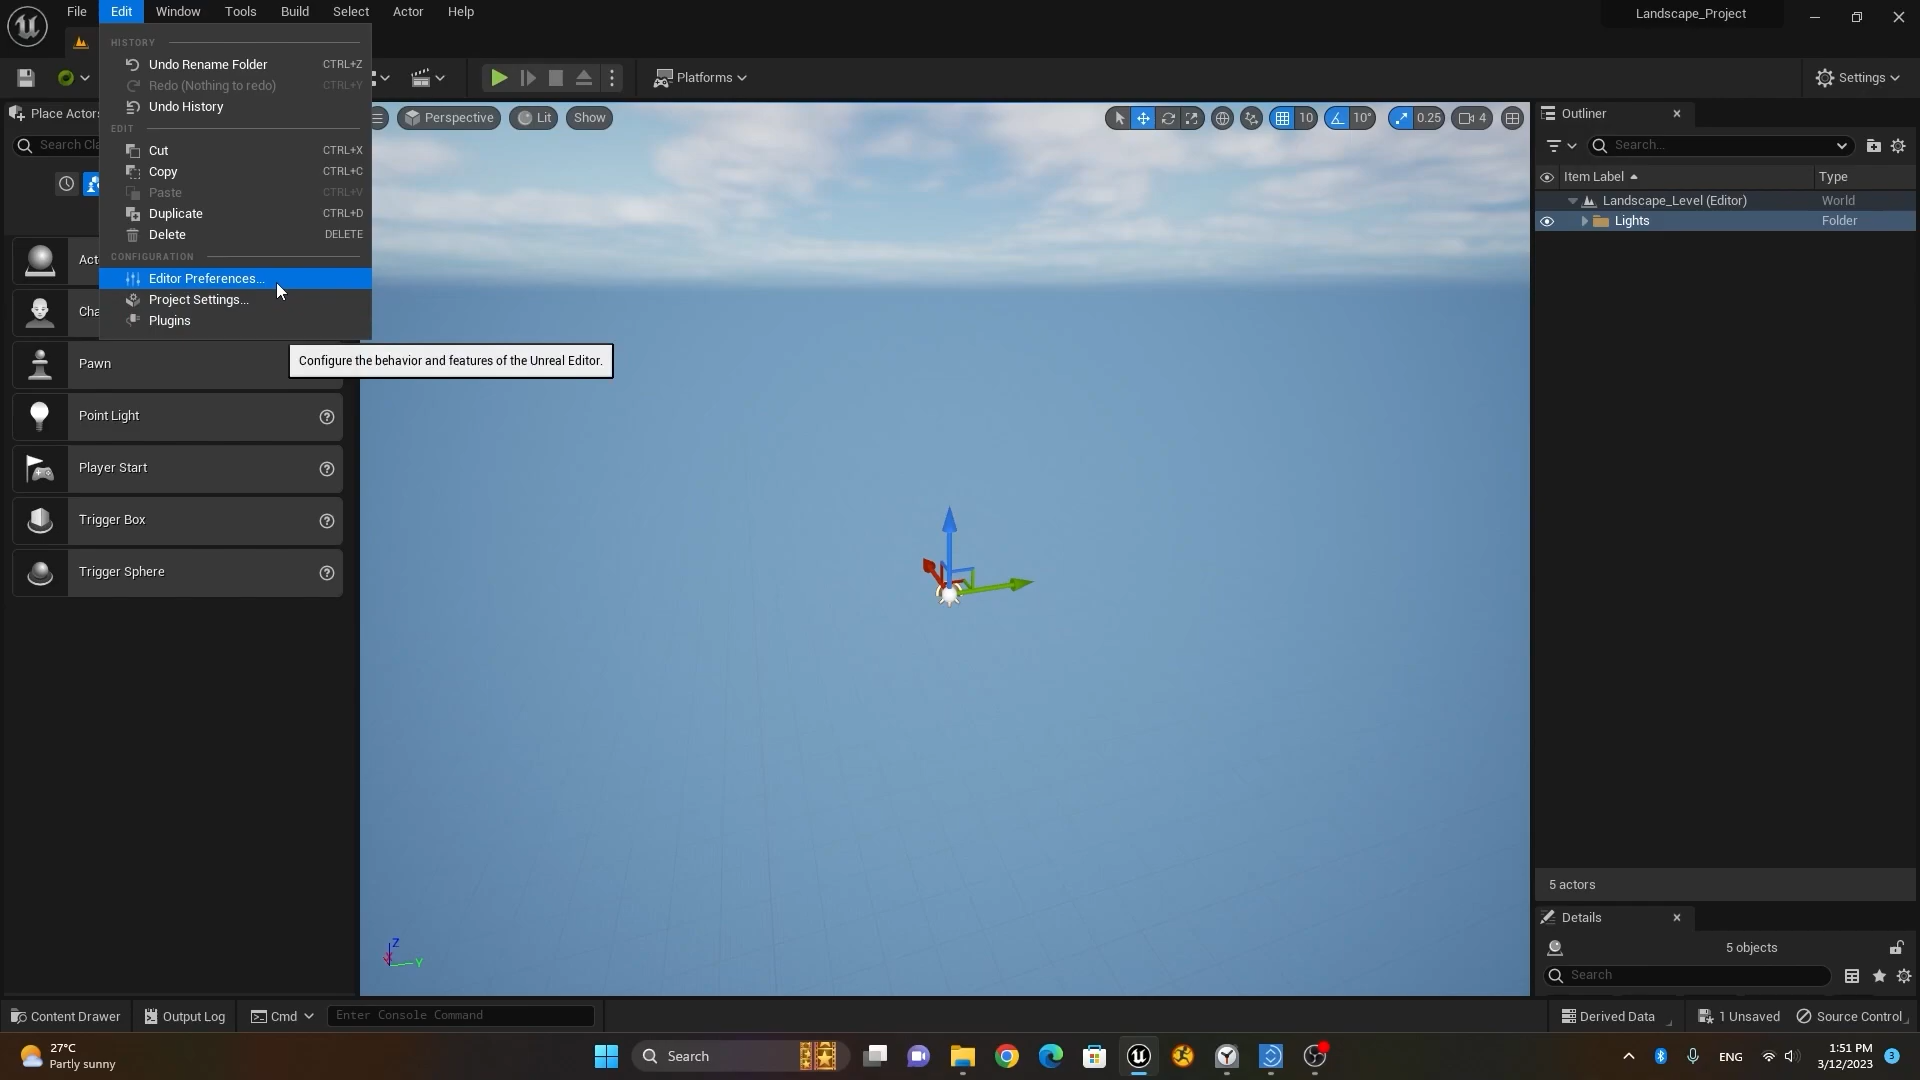 File Edit Window Tools Build Select Actor Help
Landscape_Project
HISTORY
Undo Rename Folder CTRL+Z
Redo (Nothing to redo) CTRL+Y
Undo History
EDIT
Cut CTRL+X
Copy CTRL+C
Paste CTRL+V
Duplicate CTRL+D
Delete DELETE
CONFIGURATION
Editor Preferences...
Project Settings...
Plugins
Configure the behavior and features of the Unreal Editor.
Platforms
Settings
Place Actors
Search Cla
Act
Cha
Pawn
Point Light
Player Start
Trigger Box
Trigger Sphere
Perspective Lit Show
10 10° 0.25 4
Z
X
Y
Outliner
Search...
Item Label Type
Landscape_Level (Editor) World
Lights Folder
5 actors
Details
5 objects
Search
Content Drawer Output Log Cmd Enter Console Command
Derived Data 1 Unsaved Source Control
27°C
Partly sunny
Search
ENG
1:51 PM
3/12/2023
3